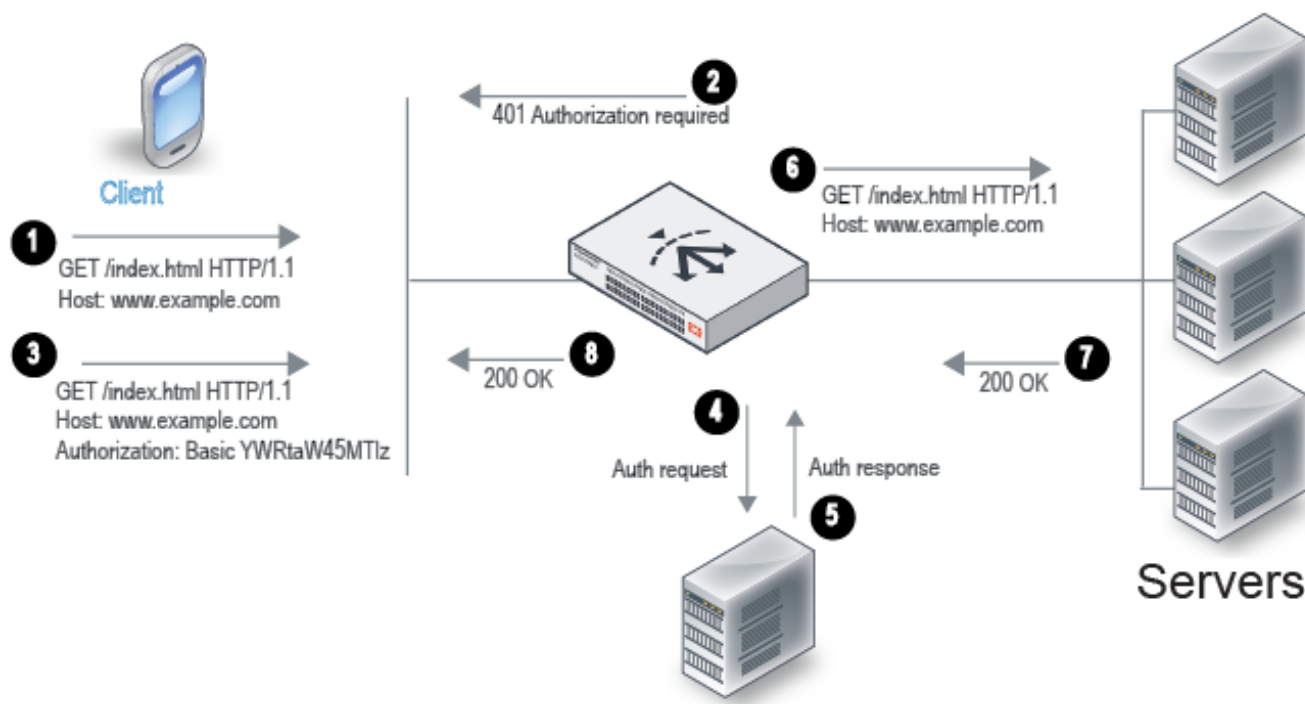 2
401 Authorization required
6
GET /index.html HTTP/1.1
Host: www.example.com
Client
1
GET /index.html HTTP/1.1
Host: www.example.com
3
GET /index.html HTTP/1.1
Host: www.example.com
Authorization: Basic YWRtaW45MTIz
8
200 OK
7
200 OK
4
Auth request
Auth response
5
Servers